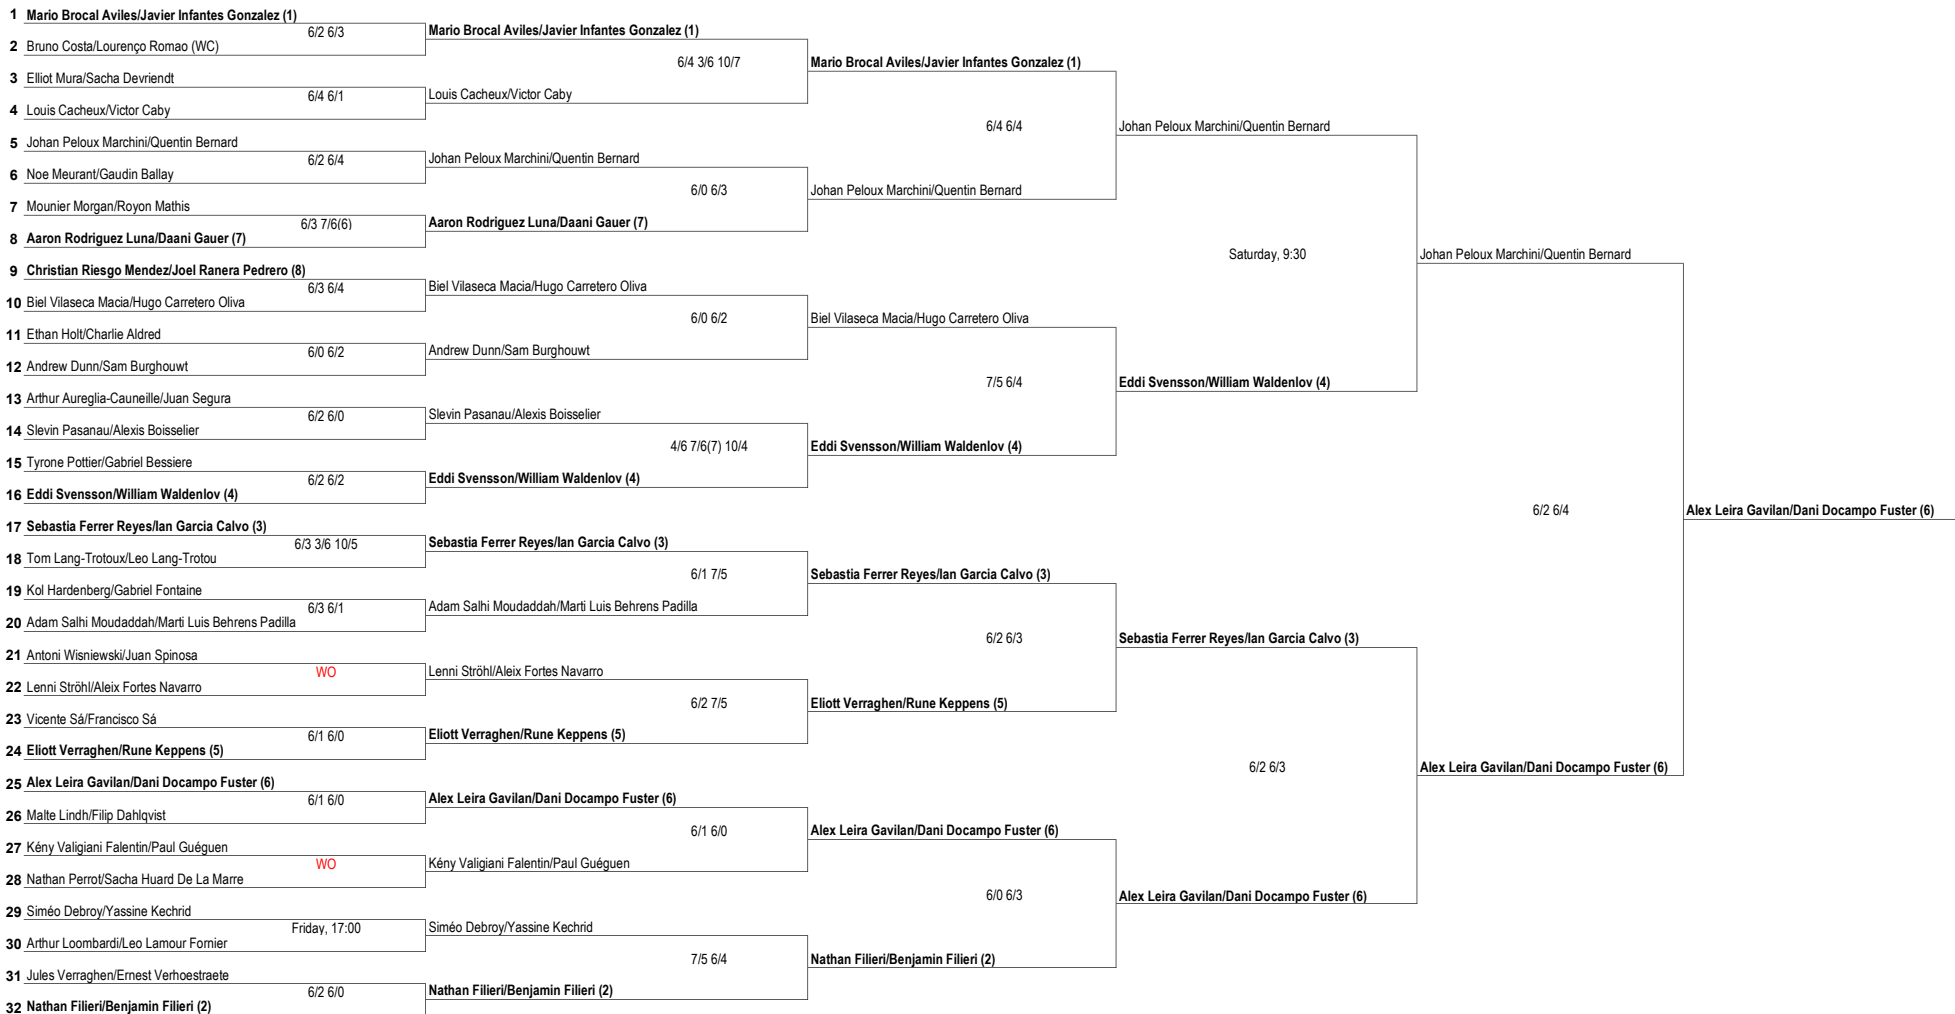 1 Mario Brocal Aviles/Javier Infantes Gonzalez (1)
6/2 6/3
2 Bruno Costa/Lourenço Romao (WC)
3 Elliot Mura/Sacha Devriendt
6/4 6/1
4 Louis Cacheux/Victor Caby
5 Johan Peloux Marchini/Quentin Bernard
6/2 6/4
6 Noe Meurant/Gaudin Ballay
7 Mounier Morgan/Royon Mathis
6/3 7/6(6)
8 Aaron Rodriguez Luna/Daani Gauer (7)
9 Christian Riesgo Mendez/Joel Ranera Pedrero (8)
6/3 6/4
10 Biel Vilaseca Macia/Hugo Carretero Oliva
11 Ethan Holt/Charlie Aldred
6/0 6/2
12 Andrew Dunn/Sam Burghouwt
13 Arthur Aureglia-Cauneille/Juan Segura
6/2 6/0
14 Slevin Pasanau/Alexis Boisselier
15 Tyrone Pottier/Gabriel Bessiere
6/2 6/2
16 Eddi Svensson/William Waldenlov (4)
17 Sebastia Ferrer Reyes/Ian Garcia Calvo (3)
6/3 3/6 10/5
18 Tom Lang-Trotoux/Leo Lang-Trotou
19 Kol Hardenberg/Gabriel Fontaine
6/3 6/1
20 Adam Salhi Moudaddah/Marti Luis Behrens Padilla
21 Antoni Wisniewski/Juan Spinosa
WO
22 Lenni Ströhl/Aleix Fortes Navarro
23 Vicente Sá/Francisco Sá
6/1 6/0
24 Eliott Verraghen/Rune Keppens (5)
25 Alex Leira Gavilan/Dani Docampo Fuster (6)
6/1 6/0
26 Malte Lindh/Filip Dahlqvist
27 Kény Valigiani Falentin/Paul Guéguen
WO
28 Nathan Perrot/Sacha Huard De La Marre
29 Siméo Debroy/Yassine Kechrid
Friday, 17:00
30 Arthur Loombardi/Leo Lamour Fornier
31 Jules Verraghen/Ernest Verhoestraete
6/2 6/0
32 Nathan Filieri/Benjamin Filieri (2)
Mario Brocal Aviles/Javier Infantes Gonzalez (1)
6/4 3/6 10/7
Louis Cacheux/Victor Caby
Johan Peloux Marchini/Quentin Bernard
6/0 6/3
Aaron Rodriguez Luna/Daani Gauer (7)
Biel Vilaseca Macia/Hugo Carretero Oliva
6/0 6/2
Andrew Dunn/Sam Burghouwt
Slevin Pasanau/Alexis Boisselier
4/6 7/6(7) 10/4
Eddi Svensson/William Waldenlov (4)
Sebastia Ferrer Reyes/Ian Garcia Calvo (3)
6/1 7/5
Adam Salhi Moudaddah/Marti Luis Behrens Padilla
Lenni Ströhl/Aleix Fortes Navarro
6/2 7/5
Eliott Verraghen/Rune Keppens (5)
Alex Leira Gavilan/Dani Docampo Fuster (6)
6/1 6/0
Kény Valigiani Falentin/Paul Guéguen
Siméo Debroy/Yassine Kechrid
7/5 6/4
Nathan Filieri/Benjamin Filieri (2)
Mario Brocal Aviles/Javier Infantes Gonzalez (1)
6/4 6/4
Johan Peloux Marchini/Quentin Bernard
Biel Vilaseca Macia/Hugo Carretero Oliva
7/5 6/4
Eddi Svensson/William Waldenlov (4)
Sebastia Ferrer Reyes/Ian Garcia Calvo (3)
6/2 6/3
Eliott Verraghen/Rune Keppens (5)
Alex Leira Gavilan/Dani Docampo Fuster (6)
6/0 6/3
Nathan Filieri/Benjamin Filieri (2)
Johan Peloux Marchini/Quentin Bernard
Saturday, 9:30
Eddi Svensson/William Waldenlov (4)
Sebastia Ferrer Reyes/Ian Garcia Calvo (3)
6/2 6/3
Alex Leira Gavilan/Dani Docampo Fuster (6)
Johan Peloux Marchini/Quentin Bernard
6/2 6/4
Alex Leira Gavilan/Dani Docampo Fuster (6)
Alex Leira Gavilan/Dani Docampo Fuster (6)